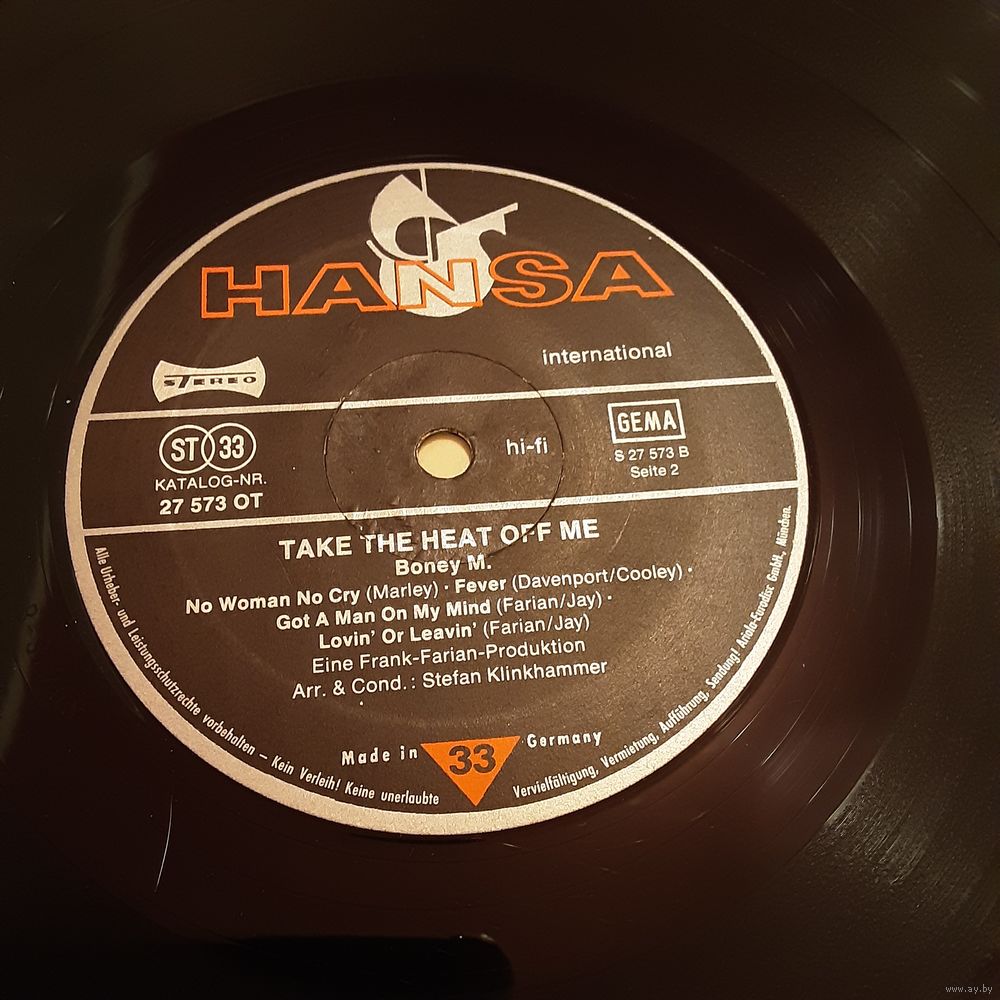 HANSA
international
STEREO
ST 33
KATALOG-NR.
27 573 OT
hi-fi
GEMA
S 27 573 B
Seite 2
TAKE THE HEAT OFF ME
Boney M.
No Woman No Cry (Marley) · Fever (Davenport/Cooley) ·
Got A Man On My Mind (Farian/Jay) ·
Lovin' Or Leavin' (Farian/Jay)
Eine Frank-Farian-Produktion
Arr. & Cond.: Stefan Klinkhammer
Made in 33 Germany
Alle Urheber- und Leistungsschutzrechte vorbehalten – Kein Verleih! Keine unerlaubte Vervielfältigung, Vermietung, Aufführung, Sendung! Ariola-Eurodisc GmbH., München.
www.ay.by